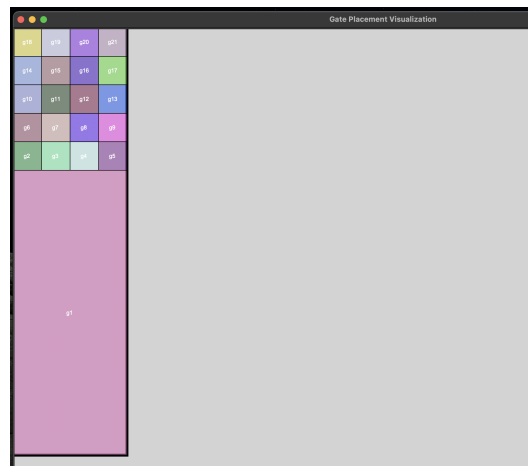 Gate Placement Visualization
g18 g19 g20 g21
g14 g15 g16 g17
g10 g11 g12 g13
g6 g7 g8 g9
g2 g3 g4 g5
g1